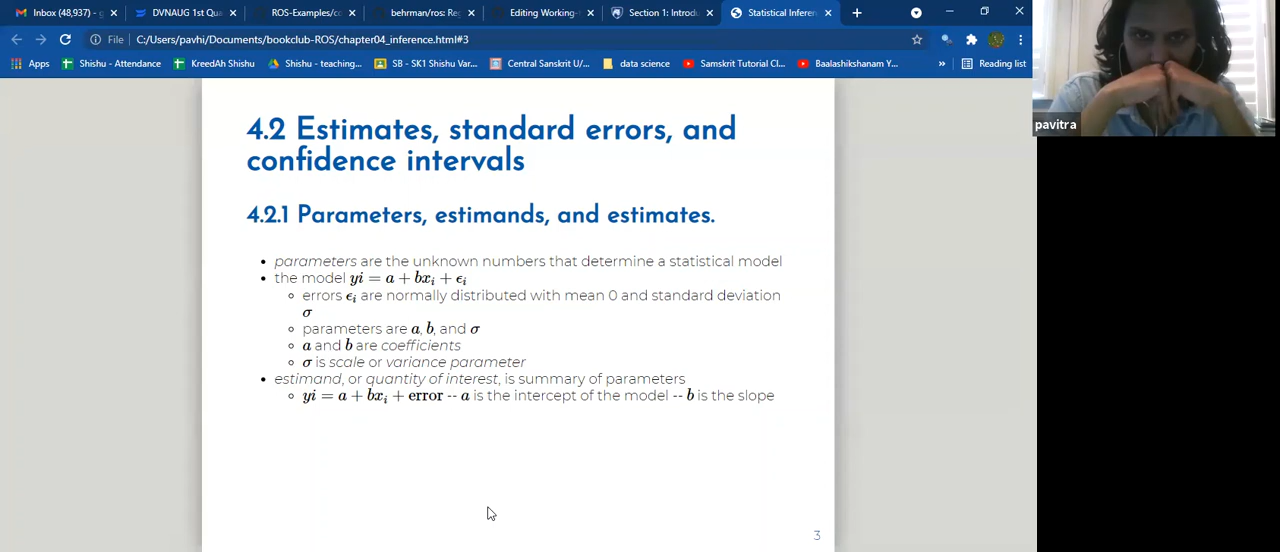 Inbox (48,937) - g
DVNAUG 1st Qua
ROS-Examples/cc
behrman/ros: Reg
Editing Working-
Section 1: Introdu
Statistical Inferen
File C:/Users/pavhi/Documents/bookclub-ROS/chapter04_inference.html#3
Apps Shishu - Attendance KreedAh Shishu Shishu - teaching... SB - SK1 Shishu Var... Central Sanskrit U/... data science Samskrit Tutorial Cl... Baalashikshanam Y... » Reading list
pavitra
4.2 Estimates, standard errors, and
confidence intervals
4.2.1 Parameters, estimands, and estimates.
• parameters are the unknown numbers that determine a statistical model
• the model yi = a + bxᵢ + ϵᵢ
◦ errors ϵᵢ are normally distributed with mean 0 and standard deviation
σ
◦ parameters are a, b, and σ
◦ a and b are coefficients
◦ σ is scale or variance parameter
• estimand, or quantity of interest, is summary of parameters
◦ yi = a + bxᵢ + error -- a is the intercept of the model -- b is the slope
3